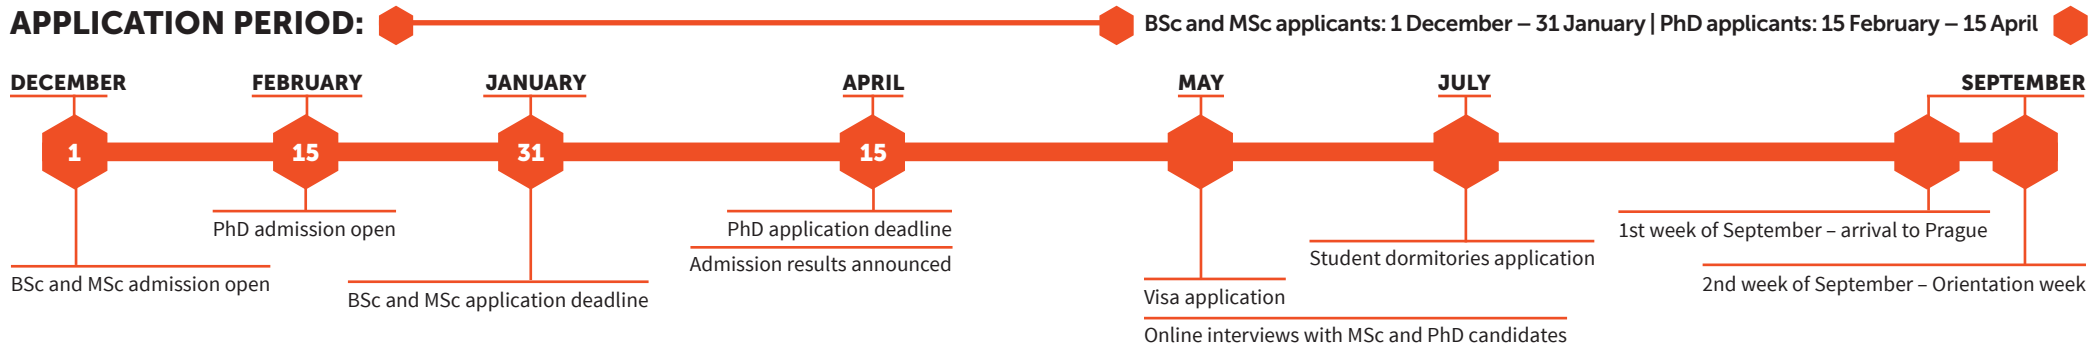 APPLICATION PERIOD:
BSc and MSc applicants: 1 December – 31 January | PhD applicants: 15 February – 15 April
DECEMBER
FEBRUARY
JANUARY
APRIL
MAY
JULY
SEPTEMBER
1
15
31
15
PhD admission open
PhD application deadline
1st week of September – arrival to Prague
Admission results announced
Student dormitories application
BSc and MSc admission open
2nd week of September – Orientation week
BSc and MSc application deadline
Visa application
Online interviews with MSc and PhD candidates